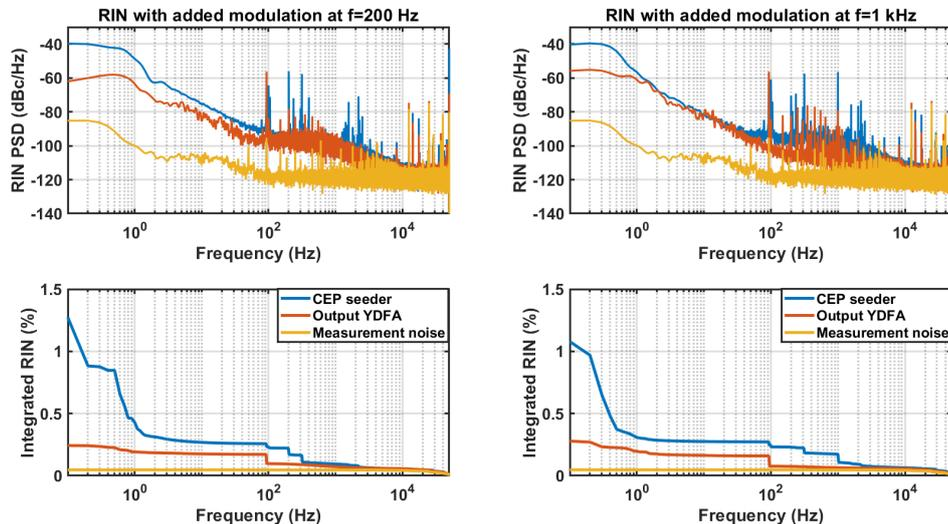 RIN with added modulation at f=200 Hz
RIN PSD (dBc/Hz)
-40
-60
-80
-100
-120
-140
10^0
10^2
10^4
Frequency (Hz)
RIN with added modulation at f=1 kHz
RIN PSD (dBc/Hz)
-40
-60
-80
-100
-120
-140
10^0
10^2
10^4
Frequency (Hz)
Integrated RIN (%)
1.5
1
0.5
0
CEP seeder
Output YDFA
Measurement noise
10^0
10^2
10^4
Frequency (Hz)
Integrated RIN (%)
1.5
1
0.5
0
CEP seeder
Output YDFA
Measurement noise
10^0
10^2
10^4
Frequency (Hz)